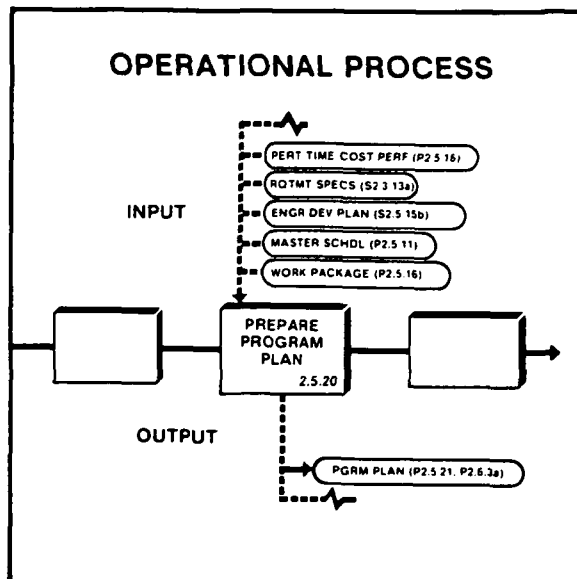 OPERATIONAL PROCESS
INPUT
PERT TIME COST PERF (P2.5.16)
RQTMT SPECS (S2.3.13a)
ENGR DEV PLAN (S2.5.15b)
MASTER SCHDL (P2.5.11)
WORK PACKAGE (P2.5.16)
PREPARE
PROGRAM
PLAN
2.5.20
OUTPUT
PGRM PLAN (P2.5.21, P2.6.3a)